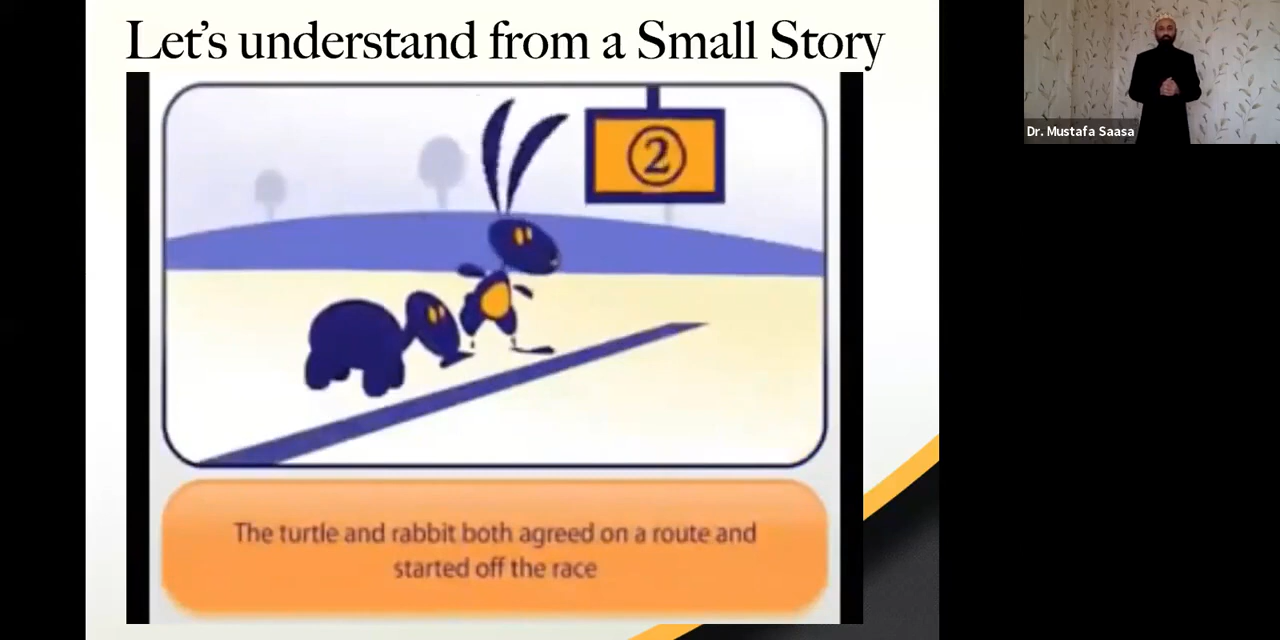 Let's understand from a Small Story
2
Dr. Mustafa Saasa
The turtle and rabbit both agreed on a route and
started off the race